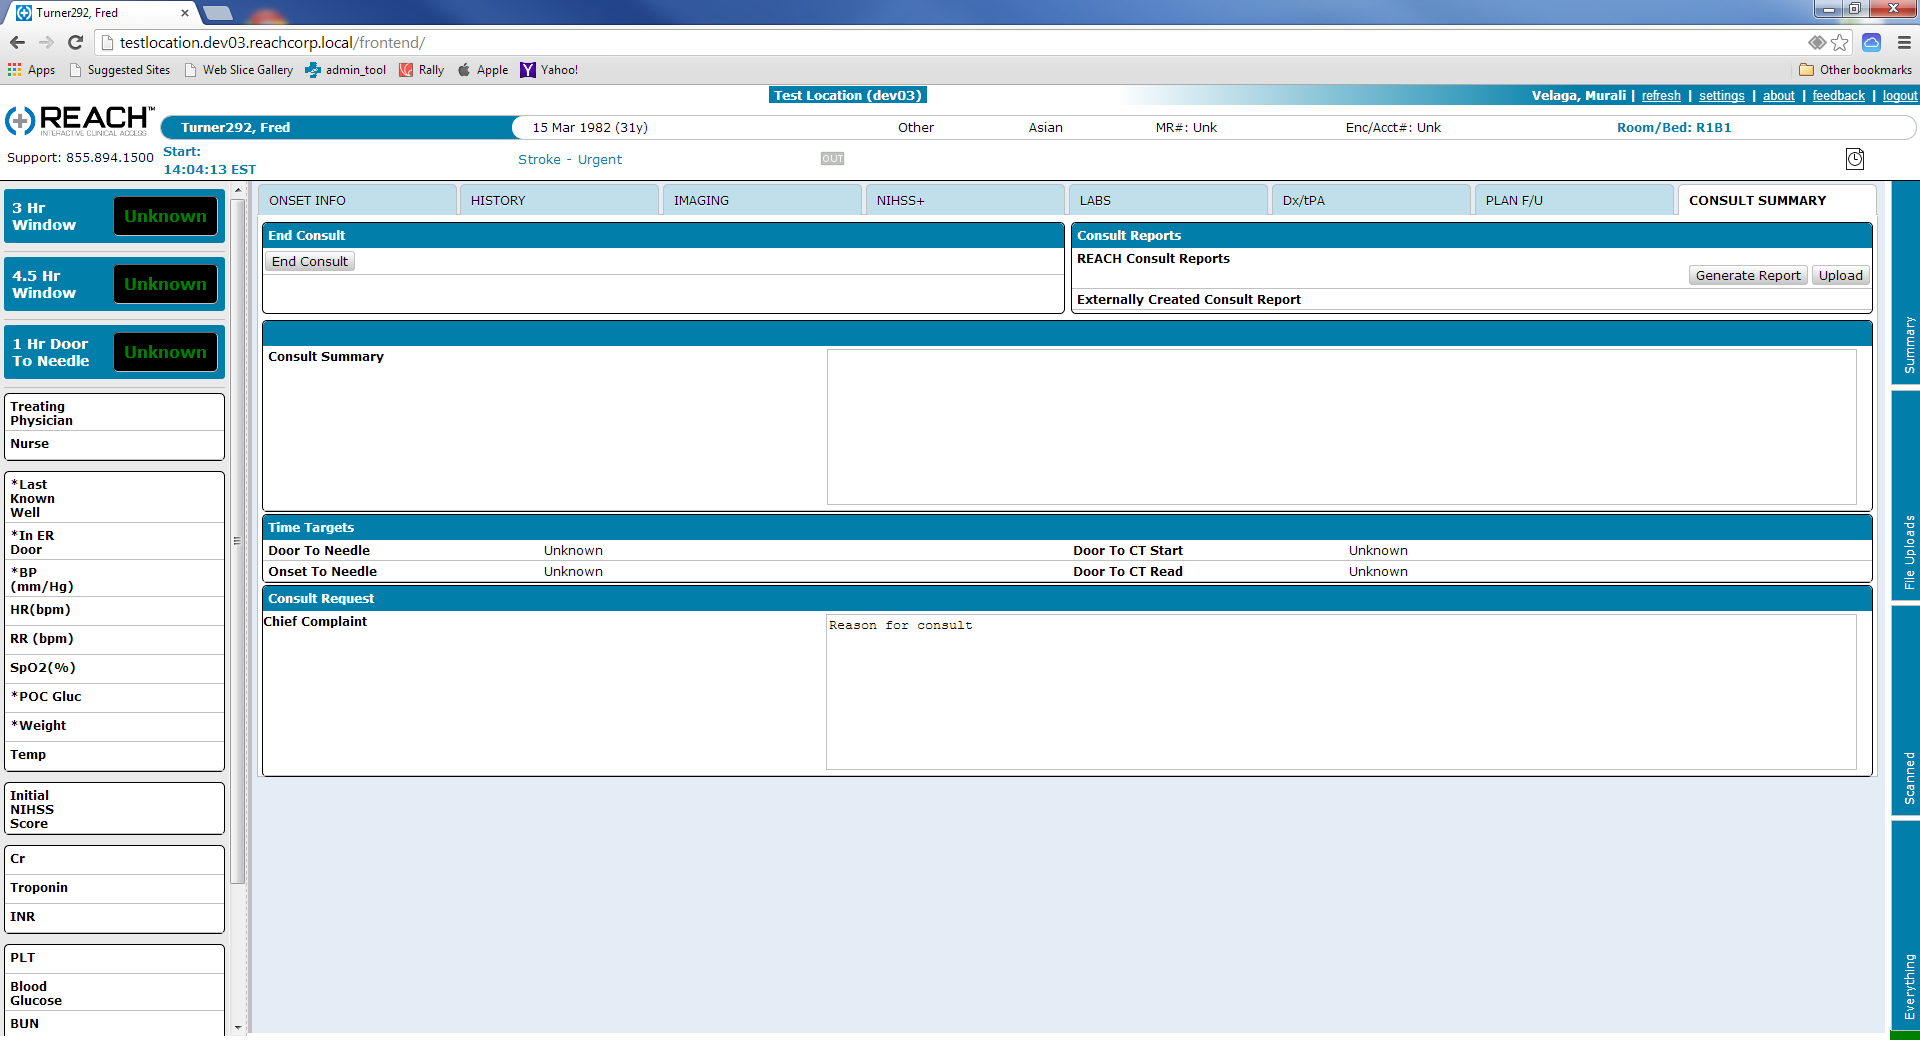 Turner292, Fred
testlocation.dev03.reachcorp.local/frontend/
Apps Suggested Sites Web Slice Gallery admin_tool Rally Apple Yahoo! Other bookmarks
Test Location (dev03)
Velaga, Murali | refresh | settings | about | feedback | logout
REACH™
INTERACTIVE CLINICAL ACCESS
Turner292, Fred 15 Mar 1982 (31y) Other Asian MR#: Unk Enc/Acct#: Unk Room/Bed: R1B1
Support: 855.894.1500
Start:
14:04:13 EST
Stroke - Urgent
OUT
3 Hr
Window
Unknown
4.5 Hr
Window
Unknown
1 Hr Door
To Needle
Unknown
Treating
Physician
Nurse
*Last
Known
Well
*In ER
Door
*BP
(mm/Hg)
HR(bpm)
RR (bpm)
SpO2(%)
*POC Gluc
*Weight
Temp
Initial
NIHSS
Score
Cr
Troponin
INR
PLT
Blood
Glucose
BUN
ONSET INFO HISTORY IMAGING NIHSS+ LABS Dx/tPA PLAN F/U CONSULT SUMMARY
End Consult
End Consult
Consult Reports
REACH Consult Reports
Generate Report Upload
Externally Created Consult Report
Consult Summary
Time Targets
Door To Needle Unknown Door To CT Start Unknown
Onset To Needle Unknown Door To CT Read Unknown
Consult Request
Chief Complaint
Reason for consult
Summary
File Uploads
Scanned
Everything